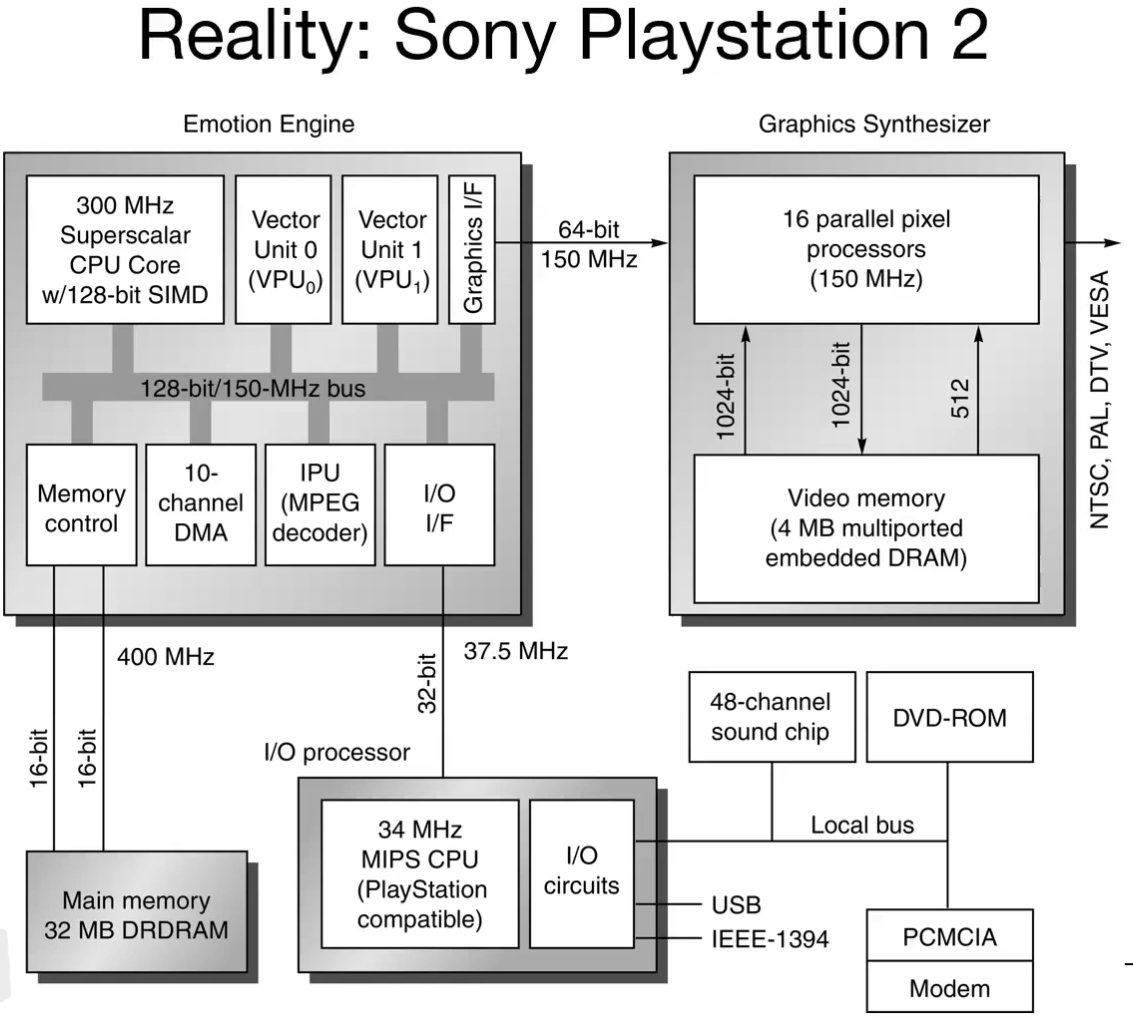 Reality: Sony Playstation 2
Emotion Engine
Graphics Synthesizer
300 MHz
Superscalar
CPU Core
w/128-bit SIMD
Vector
Unit 0
(VPU0)
Vector
Unit 1
(VPU1)
Graphics I/F
64-bit
150 MHz
16 parallel pixel
processors
(150 MHz)
NTSC, PAL, DTV, VESA
128-bit/150-MHz bus
1024-bit
1024-bit
512
Memory
control
10-
channel
DMA
IPU
(MPEG
decoder)
I/O
I/F
Video memory
(4 MB multiported
embedded DRAM)
400 MHz
16-bit
16-bit
32-bit
37.5 MHz
48-channel
sound chip
DVD-ROM
I/O processor
Local bus
34 MHz
MIPS CPU
(PlayStation
compatible)
I/O
circuits
Main memory
32 MB DRDRAM
USB
IEEE-1394
PCMCIA
Modem